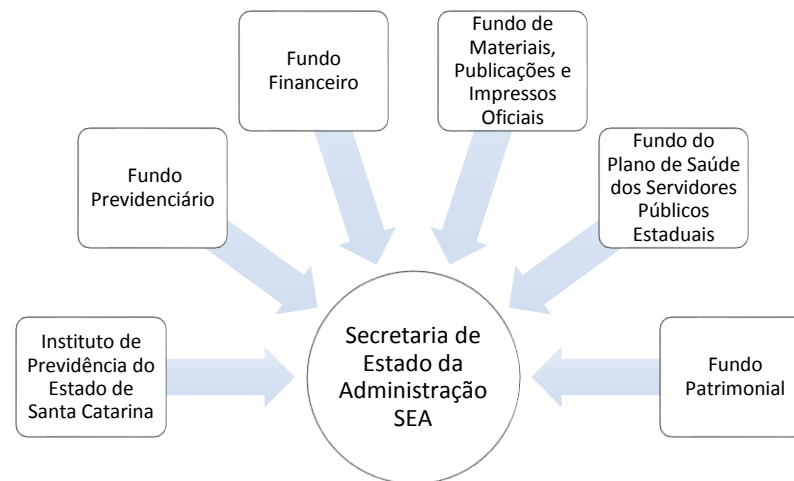 Fundo
Financeiro
Fundo de
Materiais,
Publicações e
Impressos
Oficiais
Fundo
Previdenciário
Fundo do
Plano de Saúde
dos Servidores
Públicos
Estaduais
Instituto de
Previdência do
Estado de
Santa Catarina
Secretaria de
Estado da
Administração
SEA
Fundo
Patrimonial